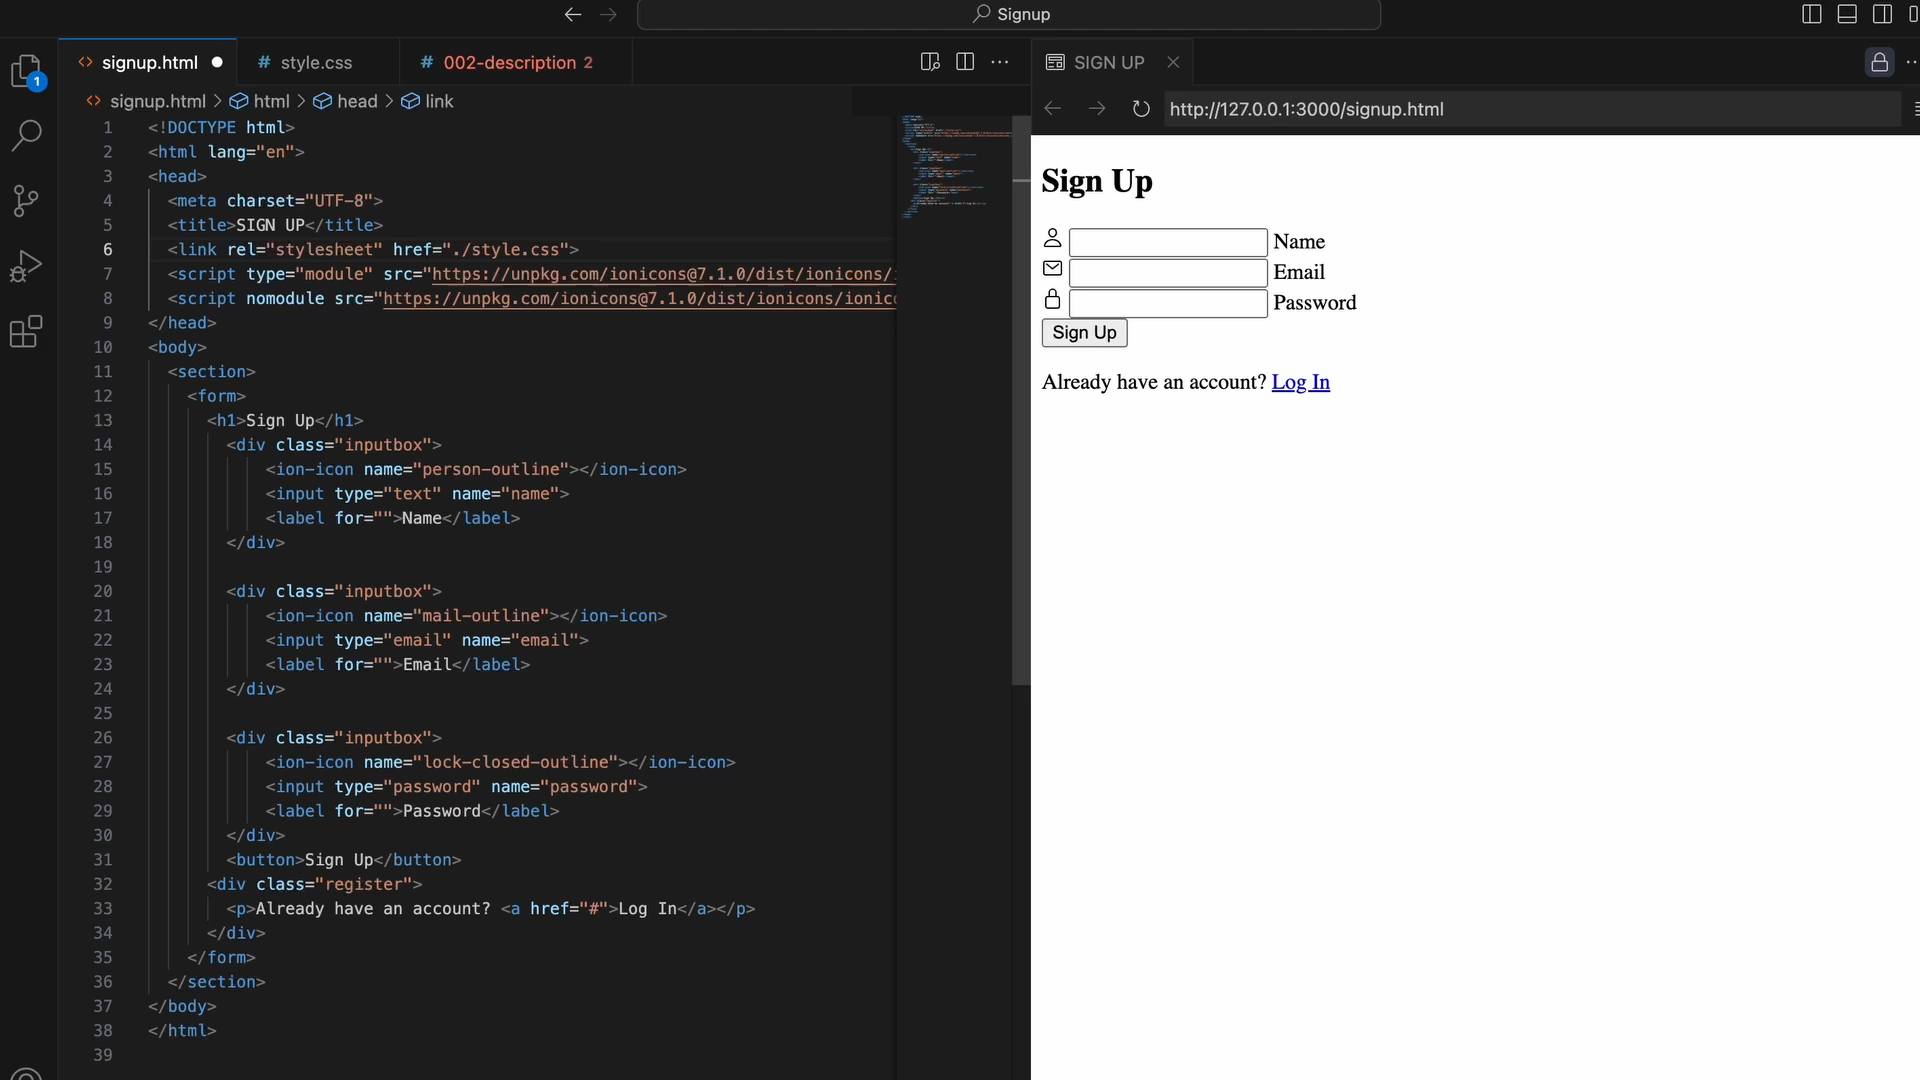 Signup
signup.html
# style.css
# 002-description 2
SIGN UP
1
signup.html > html > head > link
http://127.0.0.1:3000/signup.html
1 <!DOCTYPE html>
2 <html lang="en">
3 <head>
4 <meta charset="UTF-8">
5 <title>SIGN UP</title>
6 <link rel="stylesheet" href="./style.css">
7 <script type="module" src="https://unpkg.com/ionicons@7.1.0/dist/ionicons/
8 <script nomodule src="https://unpkg.com/ionicons@7.1.0/dist/ionicons/ionic
9 </head>
10 <body>
11 <section>
12 <form>
13 <h1>Sign Up</h1>
14 <div class="inputbox">
15 <ion-icon name="person-outline"></ion-icon>
16 <input type="text" name="name">
17 <label for="">Name</label>
18 </div>
19
20 <div class="inputbox">
21 <ion-icon name="mail-outline"></ion-icon>
22 <input type="email" name="email">
23 <label for="">Email</label>
24 </div>
25
26 <div class="inputbox">
27 <ion-icon name="lock-closed-outline"></ion-icon>
28 <input type="password" name="password">
29 <label for="">Password</label>
30 </div>
31 <button>Sign Up</button>
32 <div class="register">
33 <p>Already have an account? <a href="#">Log In</a></p>
34 </div>
35 </form>
36 </section>
37 </body>
38 </html>
39
Sign Up
Name
Email
Password
Sign Up
Already have an account? Log In